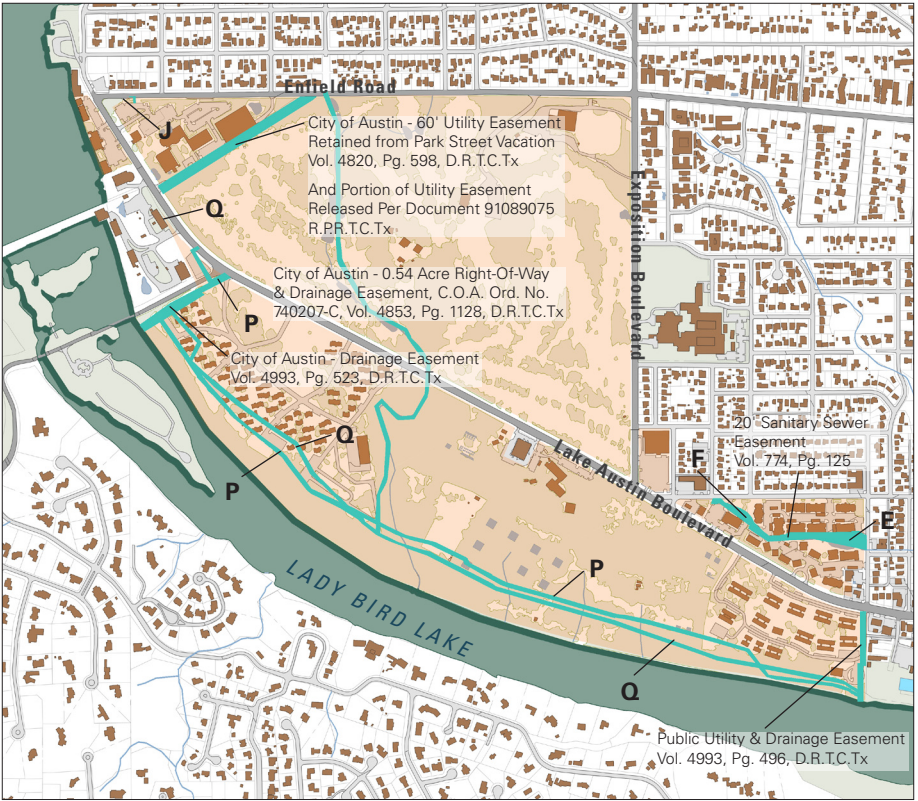 Enfield Road
J
City of Austin - 60' Utility Easement
Retained from Park Street Vacation
Vol. 4820, Pg. 598, D.R.T.C.Tx
And Portion of Utility Easement
Released Per Document 91089075
R.P.R.T.C.Tx
Q
Exposition Boulevard
City of Austin - 0.54 Acre Right-Of-Way
& Drainage Easement, C.O.A. Ord. No.
740207-C, Vol. 4853, Pg. 1128, D.R.T.C.Tx
P
City of Austin - Drainage Easement
Vol. 4993, Pg. 523, D.R.T.C.Tx
Q
P
20' Sanitary Sewer
Easement
Vol. 774, Pg. 125
F
E
Lake Austin Boulevard
P
LADY BIRD LAKE
Q
Public Utility & Drainage Easement
Vol. 4993, Pg. 496, D.R.T.C.Tx